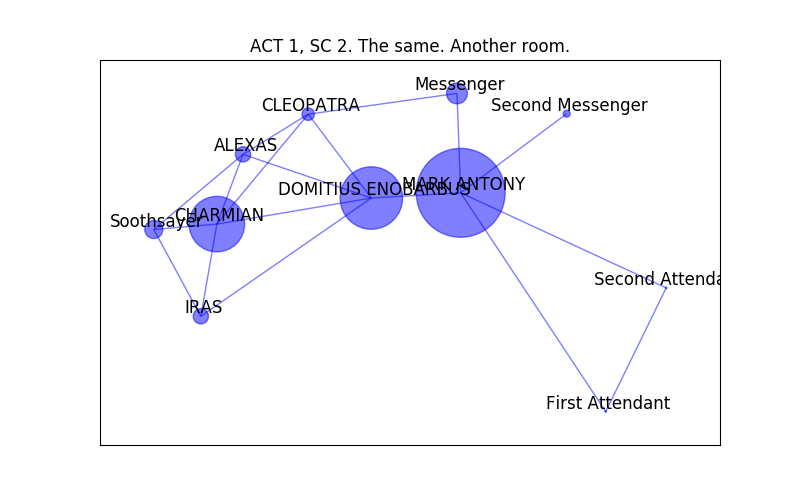 ACT 1, SC 2. The same. Another room.
Messenger
CLEOPATRA
Second Messenger
ALEXAS
MARK ANTONY
DOMITIUS ENOBARBUS
CHARMIAN
Soothsayer
Second Attenda
IRAS
First Attendant